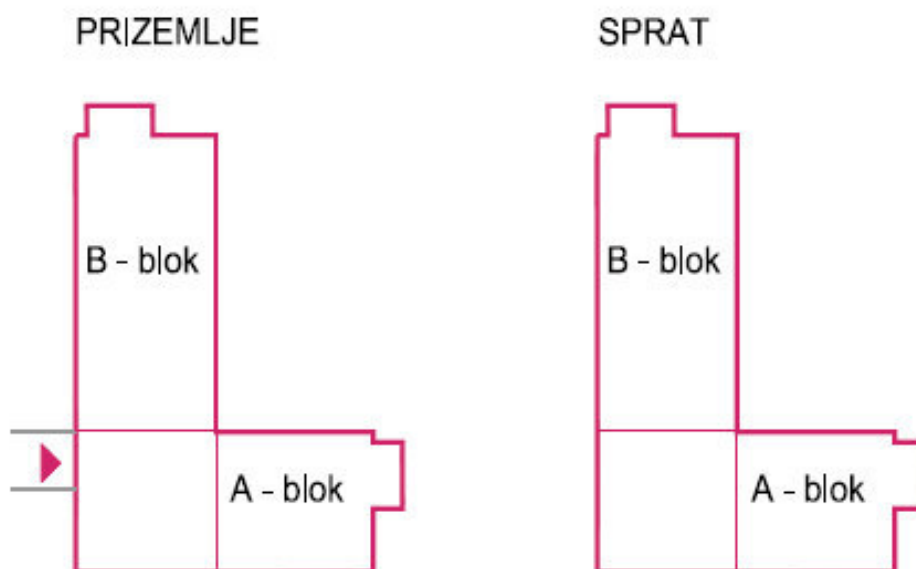 PRIZEMLJE
SPRAT
B - blok
B - blok
A - blok
A - blok